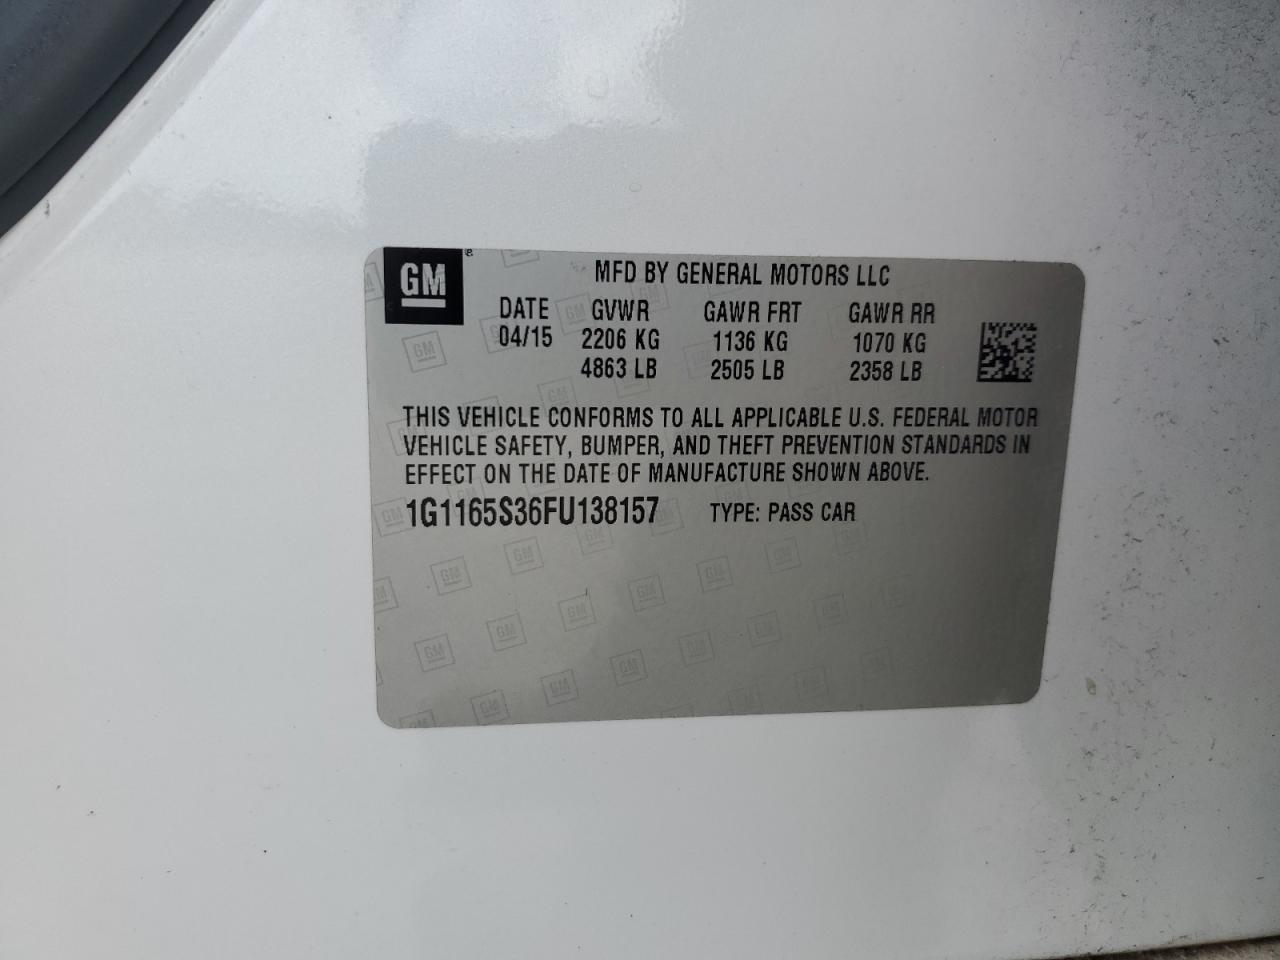 GM
MFD BY GENERAL MOTORS LLC
DATE GVWR GAWR FRT GAWR RR
04/15 2206 KG 1136 KG 1070 KG
4863 LB 2505 LB 2358 LB
THIS VEHICLE CONFORMS TO ALL APPLICABLE U.S. FEDERAL MOTOR
VEHICLE SAFETY, BUMPER, AND THEFT PREVENTION STANDARDS IN
EFFECT ON THE DATE OF MANUFACTURE SHOWN ABOVE.
1G1165S36FU138157 TYPE: PASS CAR